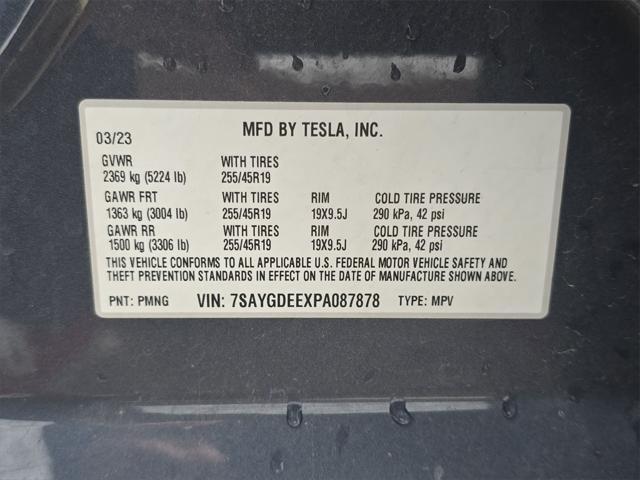 03/23 MFD BY TESLA, INC.
GVWR WITH TIRES
2369 kg (5224 lb) 255/45R19
GAWR FRT WITH TIRES RIM COLD TIRE PRESSURE
1363 kg (3004 lb) 255/45R19 19X9.5J 290 kPa, 42 psi
GAWR RR WITH TIRES RIM COLD TIRE PRESSURE
1500 kg (3306 lb) 255/45R19 19X9.5J 290 kPa, 42 psi
THIS VEHICLE CONFORMS TO ALL APPLICABLE U.S. FEDERAL MOTOR VEHICLE SAFETY AND
THEFT PREVENTION STANDARDS IN EFFECT ON THE DATE OF MANUFACTURE SHOWN ABOVE.
PNT: PMNG VIN: 7SAYGDEEXPA087878 TYPE: MPV